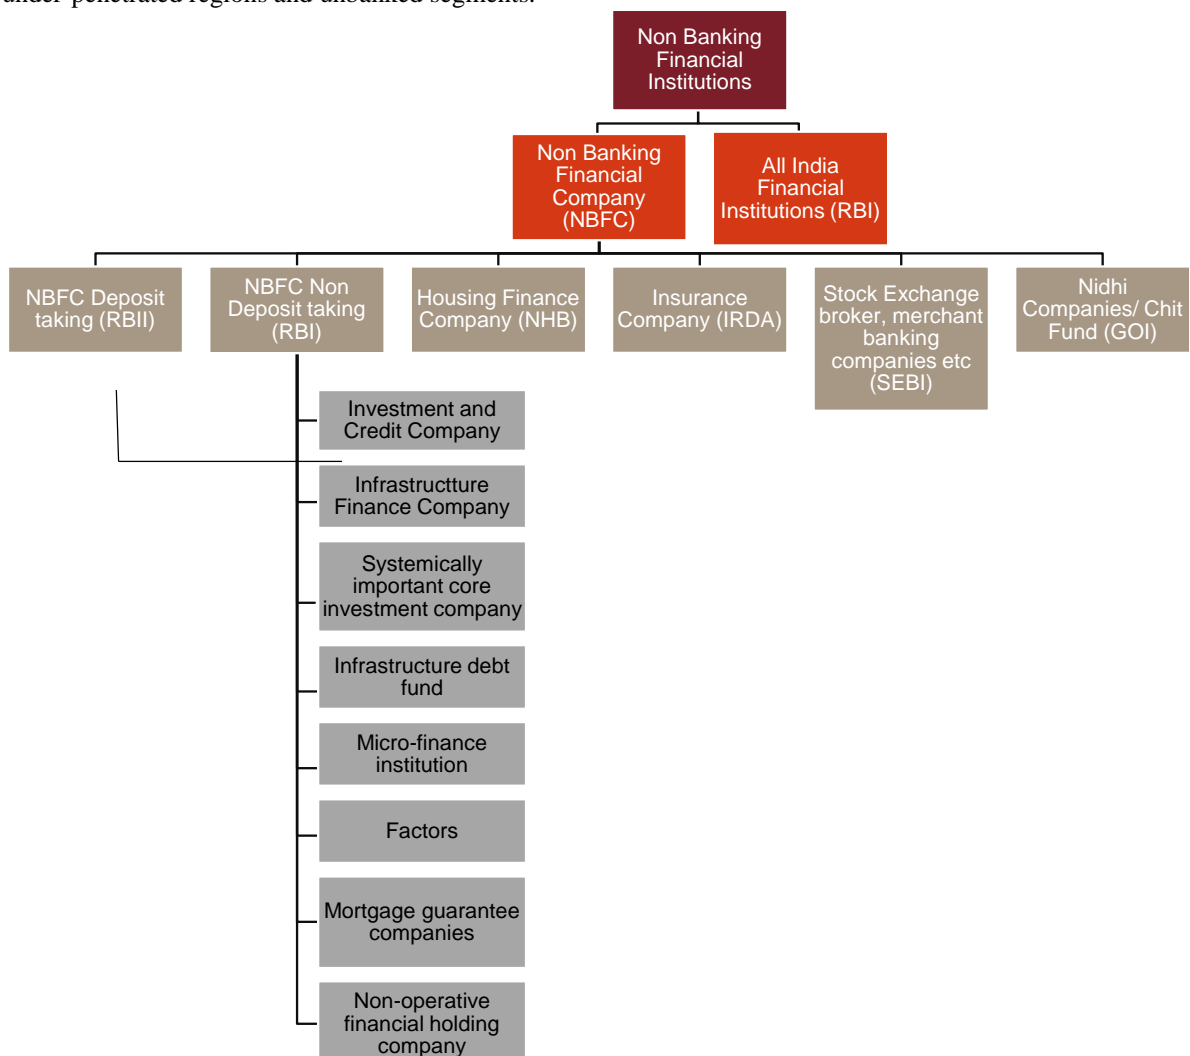 under-penetrated regions and unbanked segments.
Non Banking
Financial
Institutions
Non Banking
Financial
Company
(NBFC)
All India
Financial
Institutions (RBI)
NBFC Deposit
taking (RBII)
NBFC Non
Deposit taking
(RBI)
Housing Finance
Company (NHB)
Insurance
Company (IRDA)
Stock Exchange
broker, merchant
banking
companies etc
(SEBI)
Nidhi
Companies/ Chit
Fund (GOI)
Investment and
Credit Company
Infrastructture
Finance Company
Systemically
important core
investment company
Infrastructure debt
fund
Micro-finance
institution
Factors
Mortgage guarantee
companies
Non-operative
financial holding
company